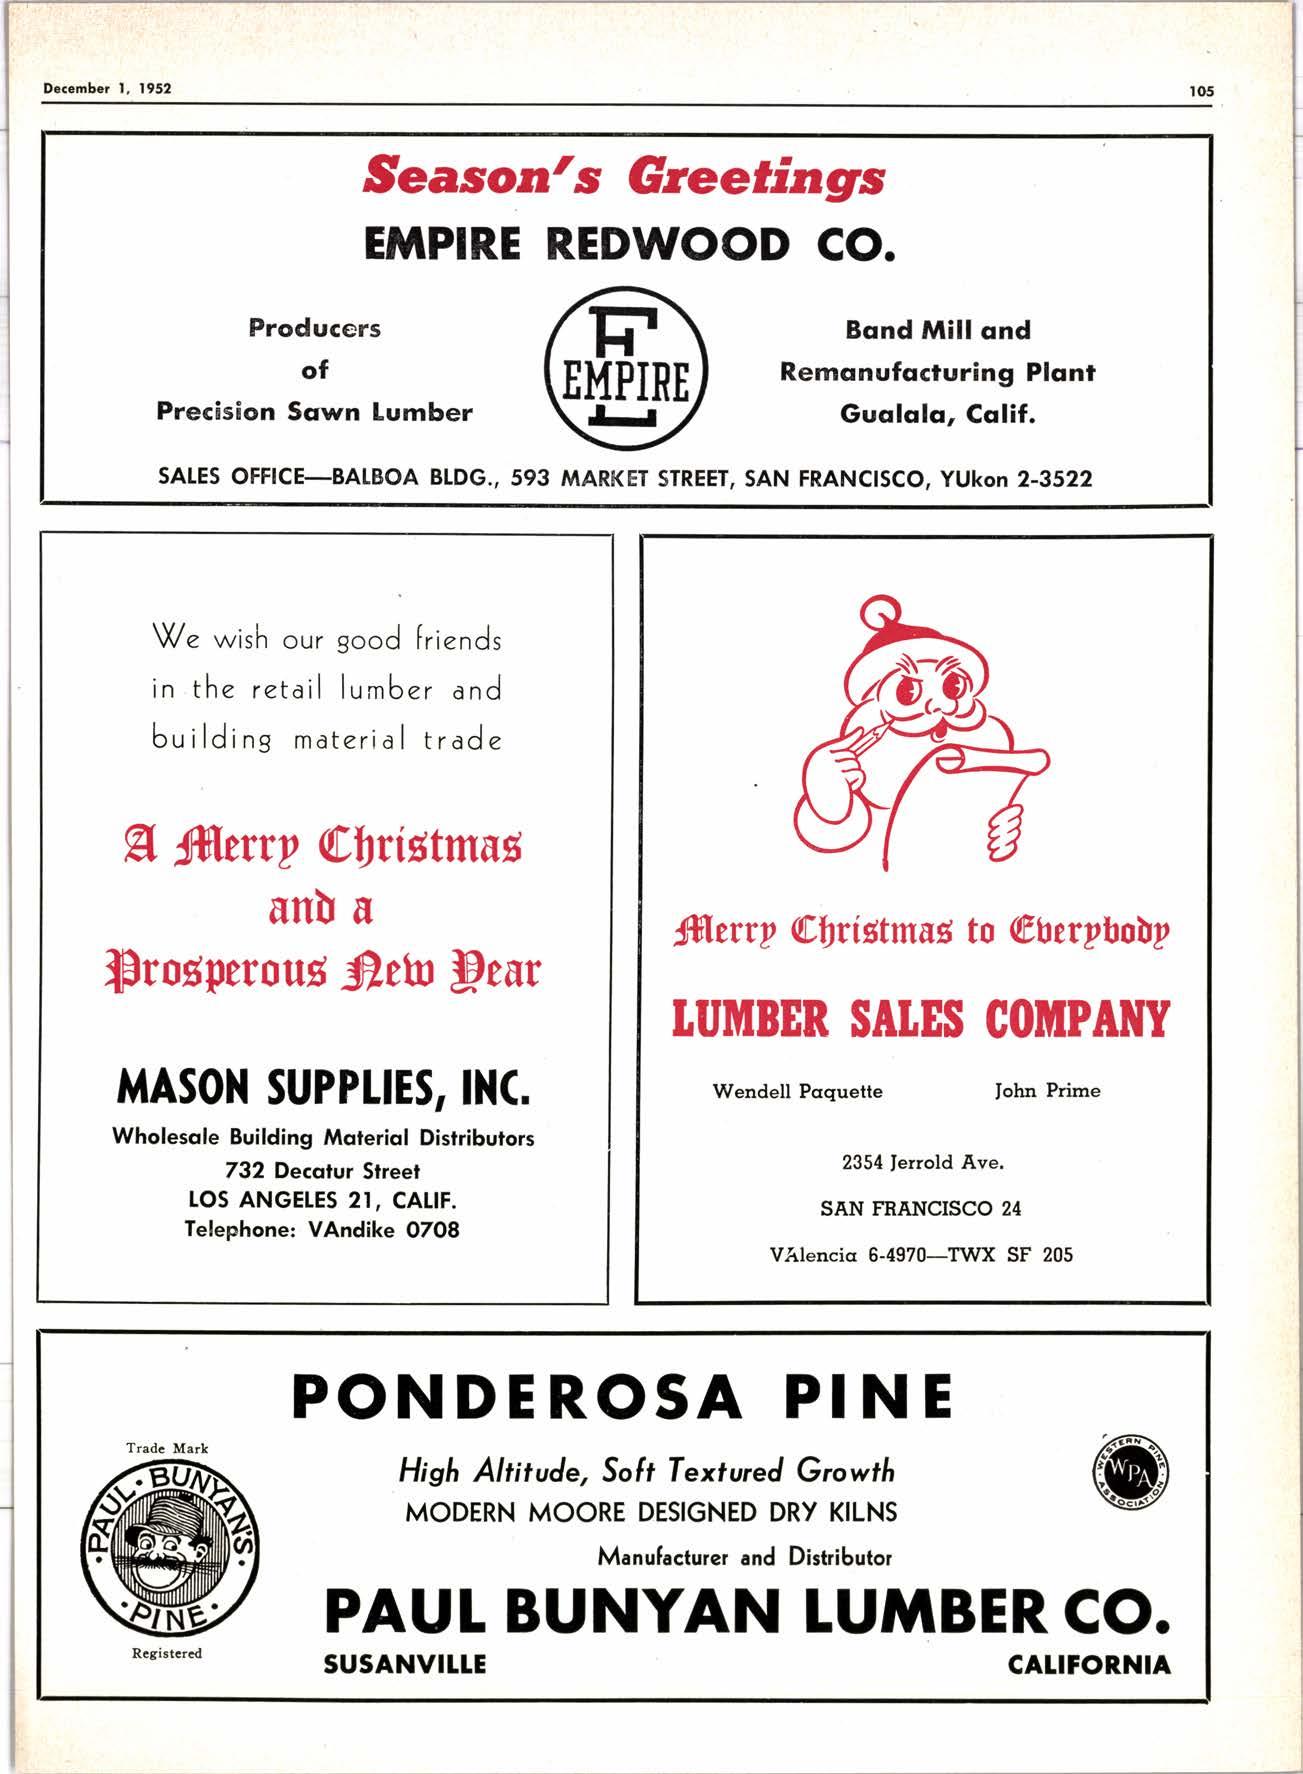 December 1, 1952 105
Season's Greetings
EMPIRE REDWOOD CO.
Producers
of
Precision Sawn Lumber
E
EMPIRE
Band Mill and
Remanufacturing Plant
Gualala, Calif.
SALES OFFICE—BALBOA BLDG., 593 MARKET STREET, SAN FRANCISCO, YUkon 2-3522
We wish our good friends
in the retail lumber and
building material trade
A Merry Christmas
and a
Prosperous New Year
MASON SUPPLIES, INC.
Wholesale Building Material Distributors
732 Decatur Street
LOS ANGELES 21, CALIF.
Telephone: VAndike 0708
Merry Christmas to Everybody
LUMBER SALES COMPANY
Wendell Paquette John Prime
2354 Jerrold Ave.
SAN FRANCISCO 24
VAlencia 6-4970—TWX SF 205
PONDEROSA PINE
Trade Mark
PAUL · BUNYAN'S
· PINE ·
Registered
High Altitude, Soft Textured Growth
MODERN MOORE DESIGNED DRY KILNS
WESTERN PINE
WPA
ASSOCIATION
Manufacturer and Distributor
PAUL BUNYAN LUMBER CO.
SUSANVILLE CALIFORNIA